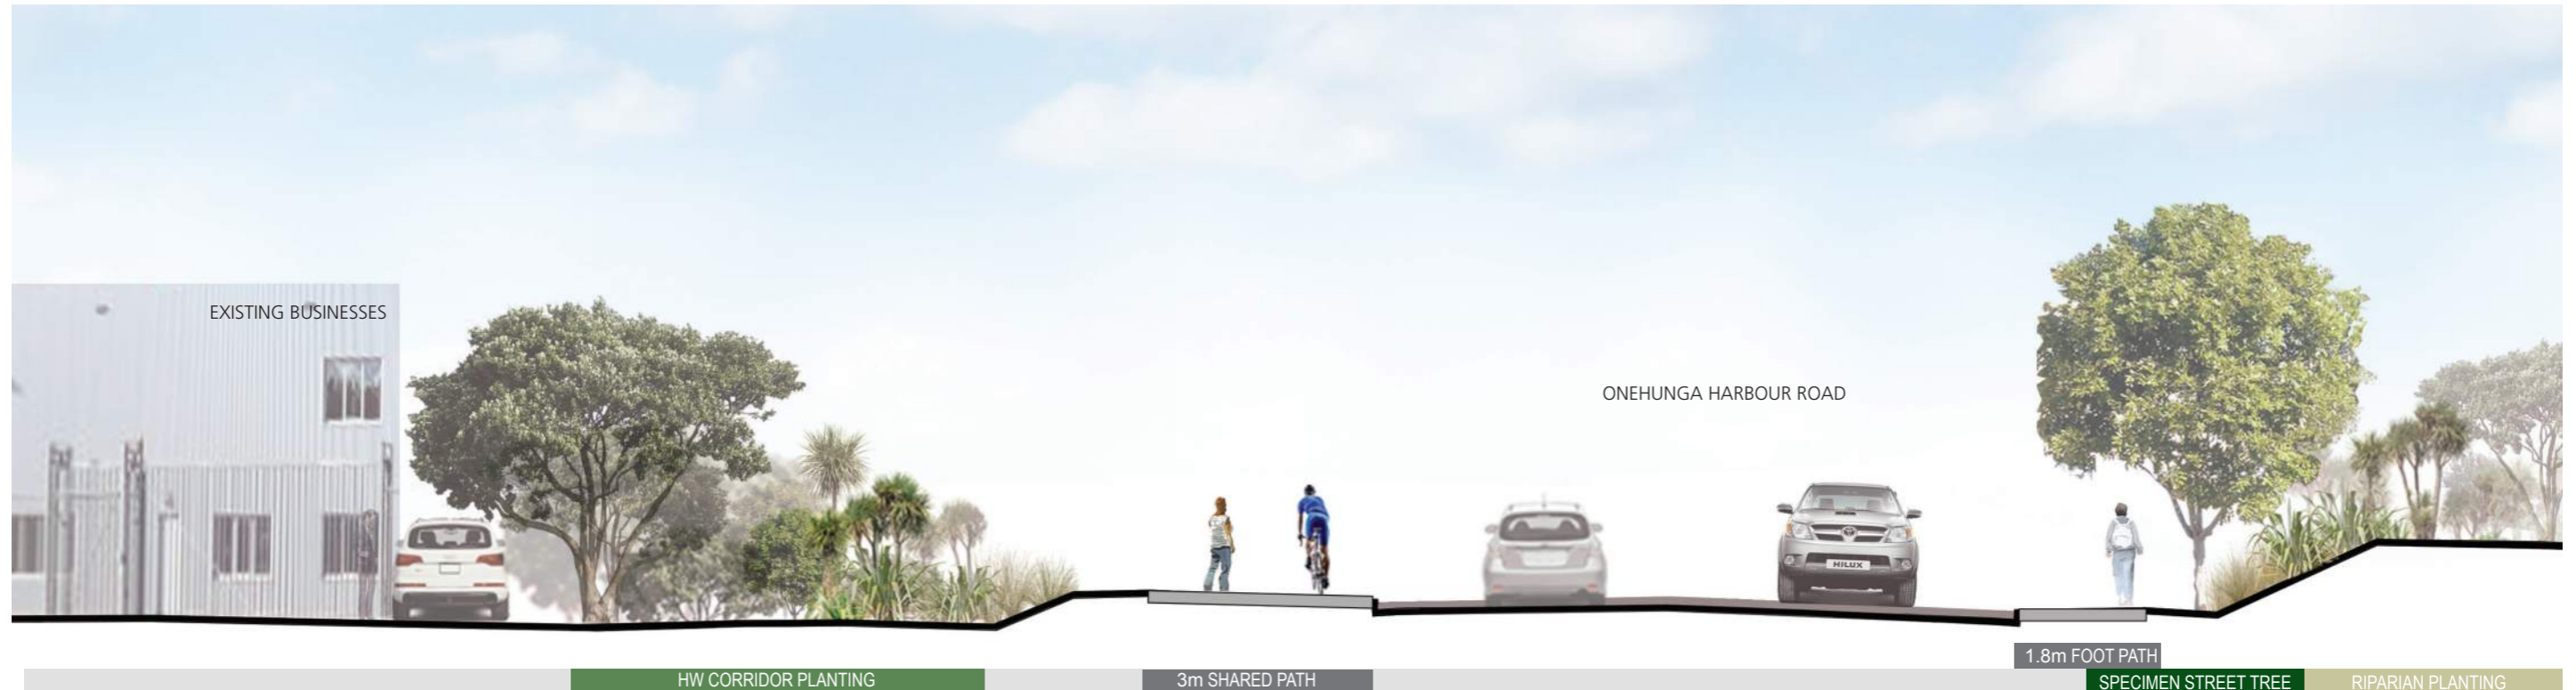 EXISTING BUSINESSES
ONEHUNGA HARBOUR ROAD
HILUX
1.8m FOOT PATH
HW CORRIDOR PLANTING
3m SHARED PATH
SPECIMEN STREET TREE
RIPARIAN PLANTING